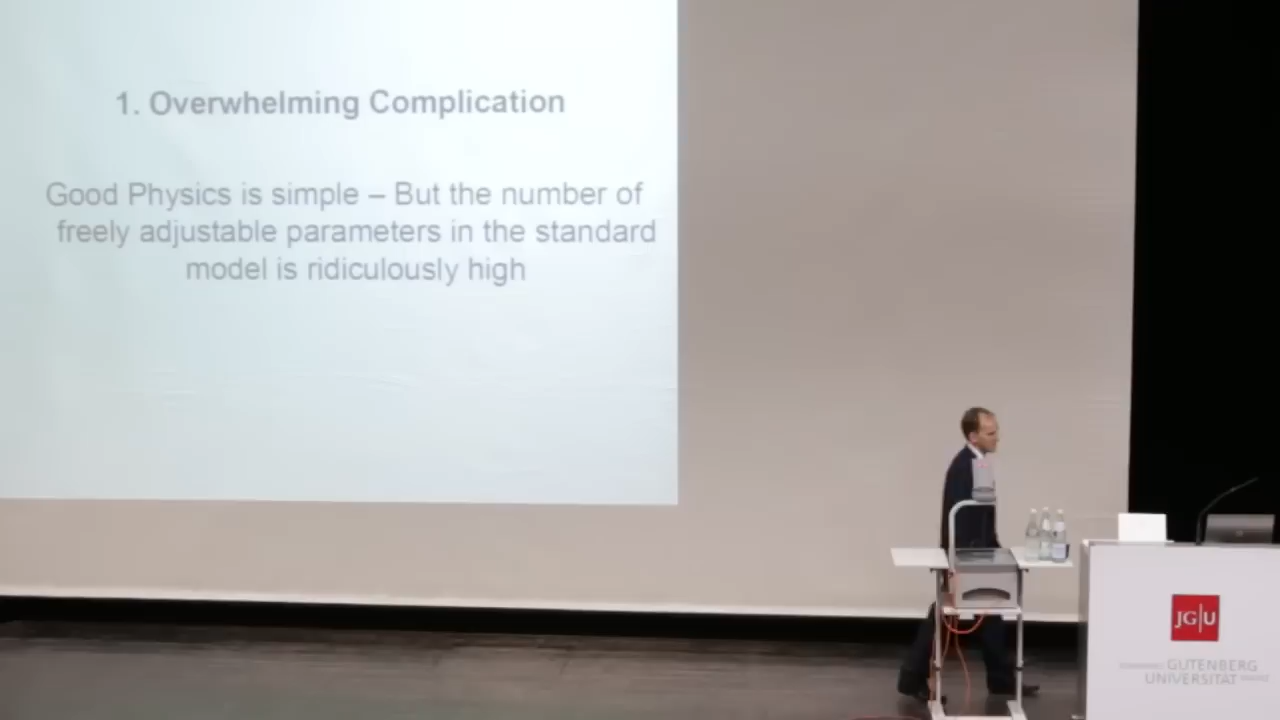 1. Overwhelming Complication
Good Physics is simple – But the number of
freely adjustable parameters in the standard
model is ridiculously high
JG|U
GUTENBERG
UNIVERSITÄT